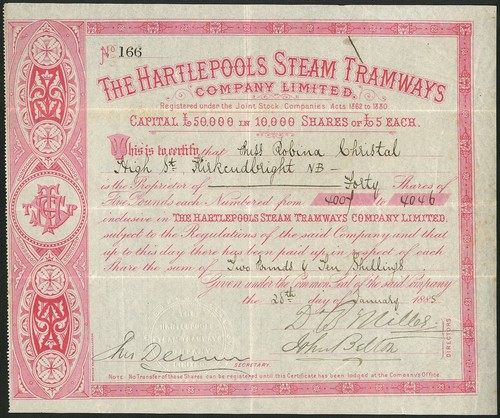 No 166
THE HARTLEPOOLS STEAM TRAMWAYS
COMPANY LIMITED.
Registered under the Joint Stock Companies Acts 1862 to 1880.
CAPITAL £50,000 IN 10,000 SHARES OF £5 EACH.
This is to certify that Miss Robina Christal
High St Kirkcudbright NB
is the Proprietor of Forty Shares of
Five Pounds each Numbered from 4007 to 4046
inclusive in THE HARTLEPOOLS STEAM TRAMWAYS COMPANY LIMITED,
subject to the Regulations of the said Company and that
up to this day there has been paid up in respect of each
Share the sum of Two Pounds & Ten Shillings
Given under the Common Seal of the said Company
the 28th day of January 1885
Miller
John Belton
DIRECTORS
SECRETARY
NOTE. No Transfer of these Shares can be registered until this Certificate has been lodged at the Company's Office.